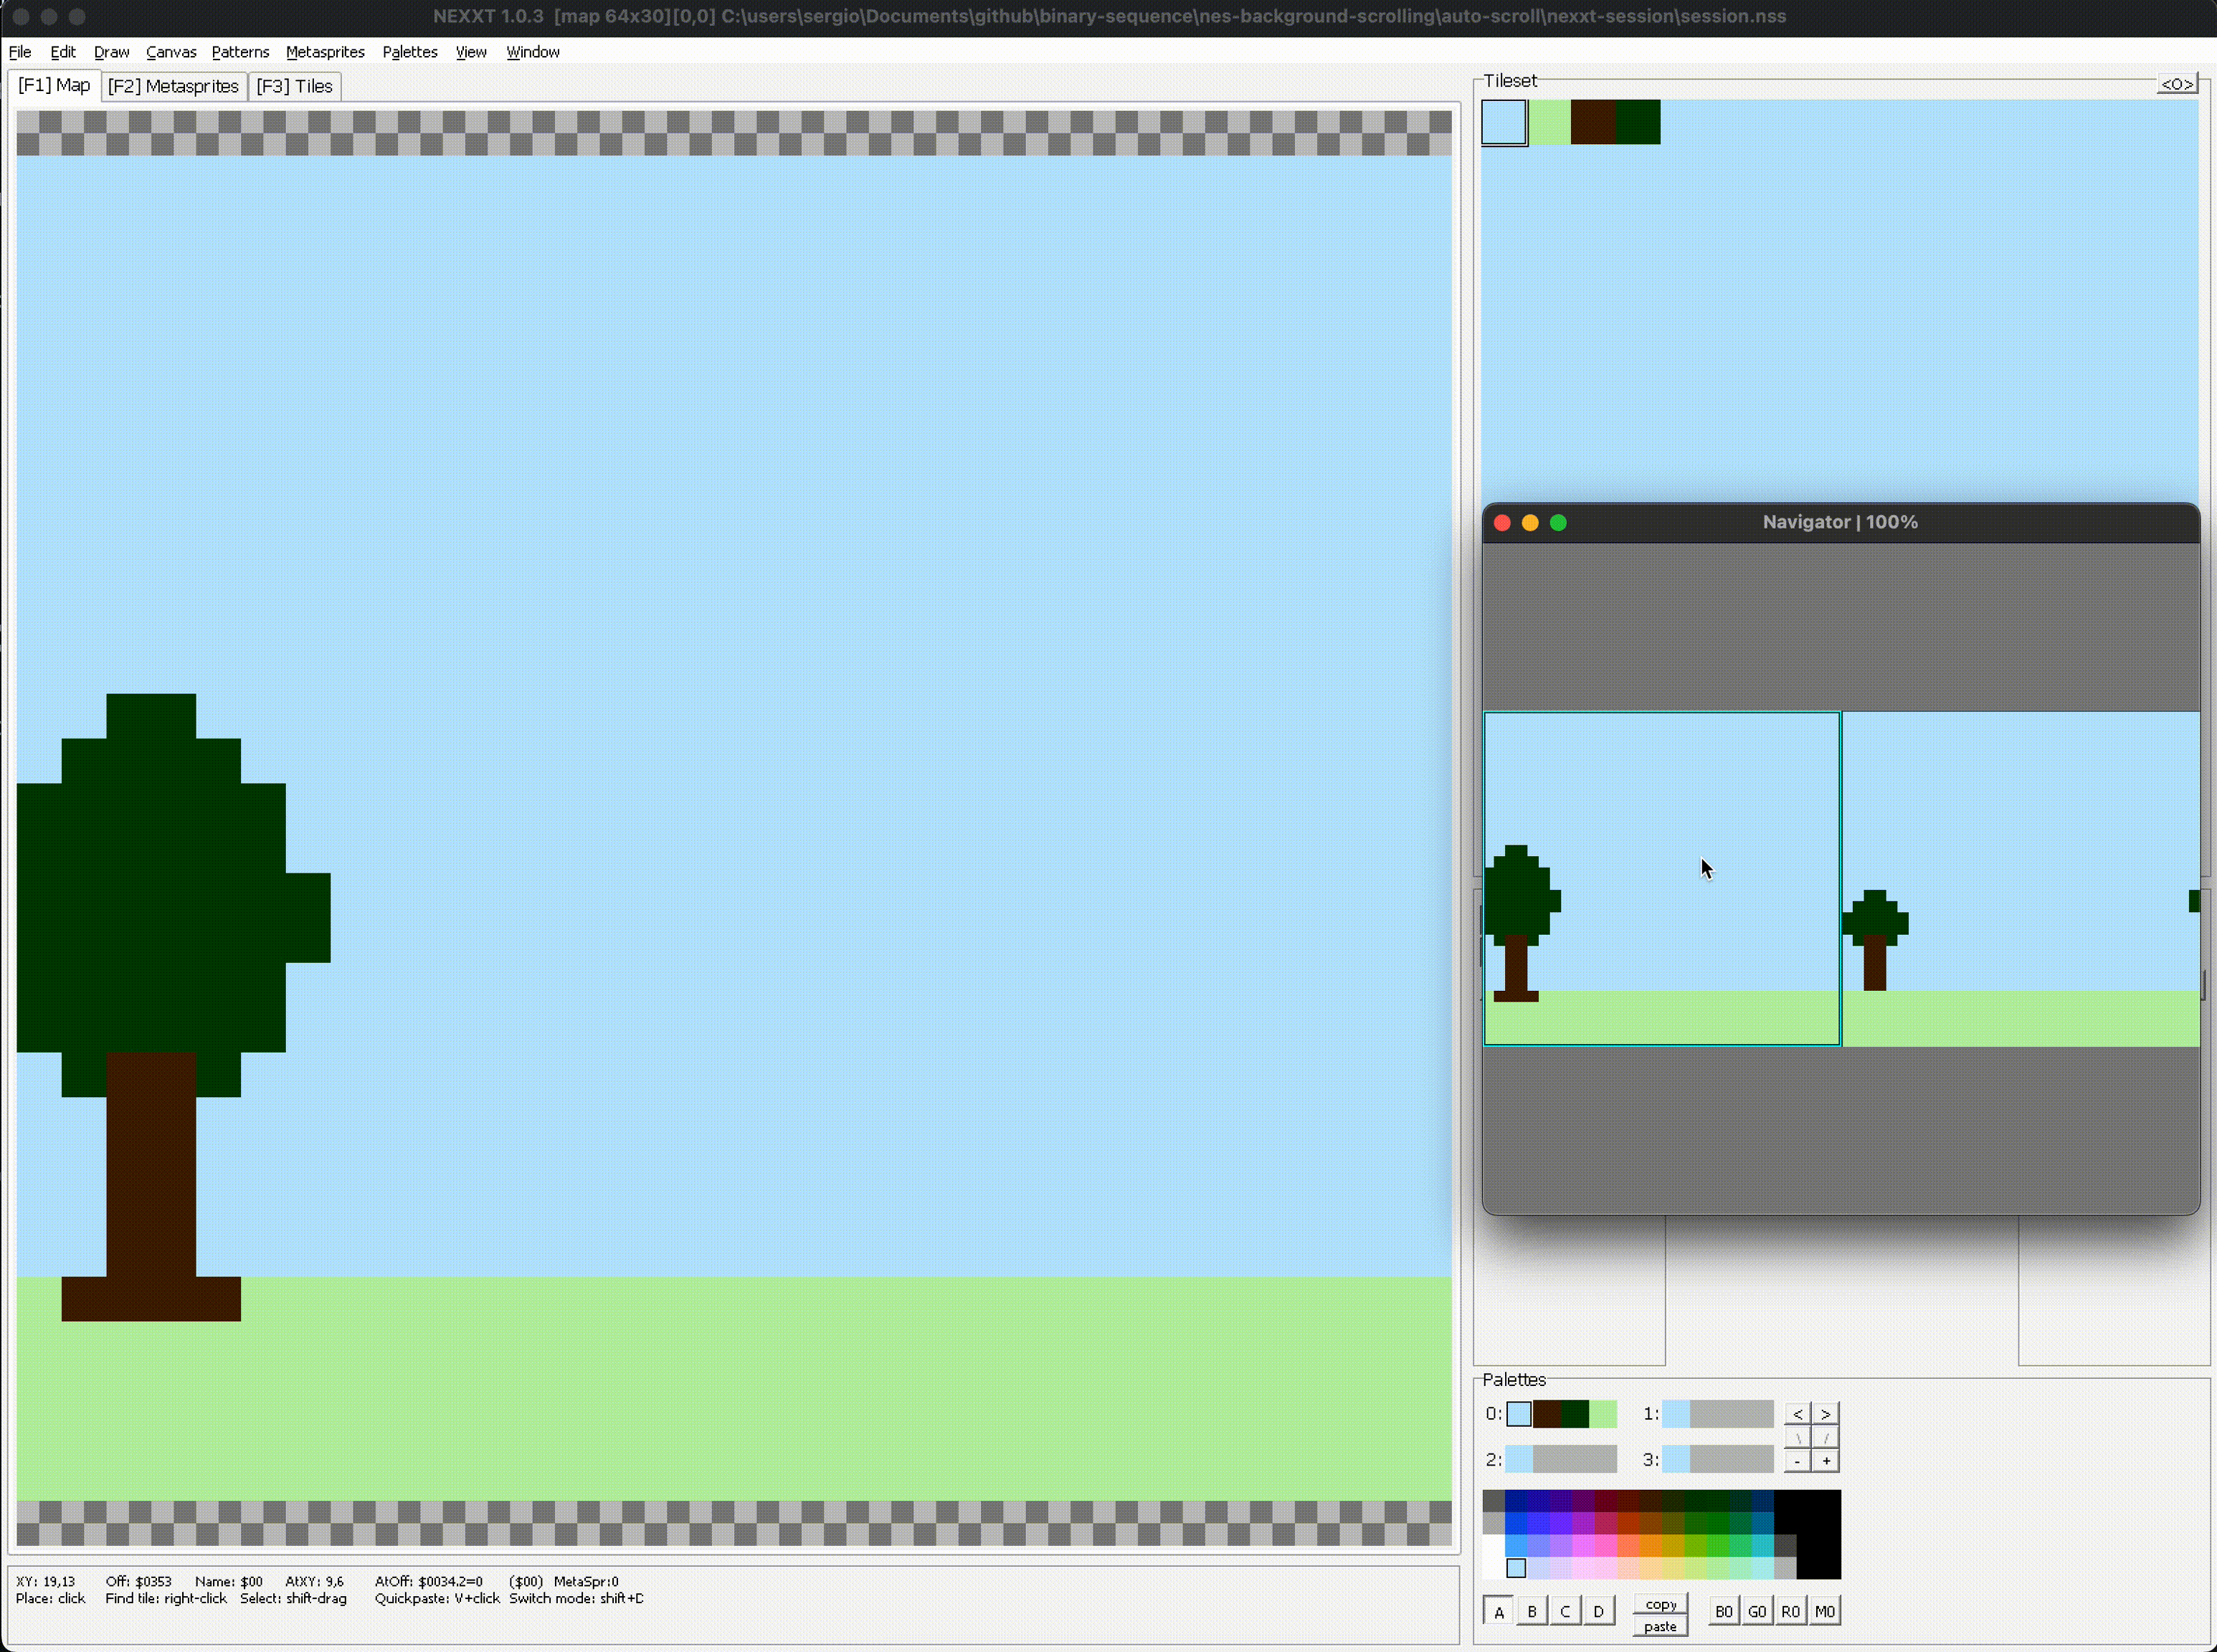 NEXXT 1.0.3 [map 64x30][0,0] C:\users\sergio\Documents\github\binary-sequence\nes-background-scrolling\auto-scroll\nexxt-session\session.nss
File Edit Draw Canvas Patterns Metasprites Palettes View Window
[F1] Map [F2] Metasprites [F3] Tiles
Tileset
<O>
Navigator | 100%
Palettes
0: 1: < >
\ /
2: 3: - +
A B C D copy paste B0 G0 R0 M0
XY: 19,13 Off: $0353 Name: $00 AtXY: 9,6 AtOff: $0034.2=0 ($00) MetaSpr:0
Place: click Find tile: right-click Select: shift-drag Quickpaste: V+click Switch mode: shift+D